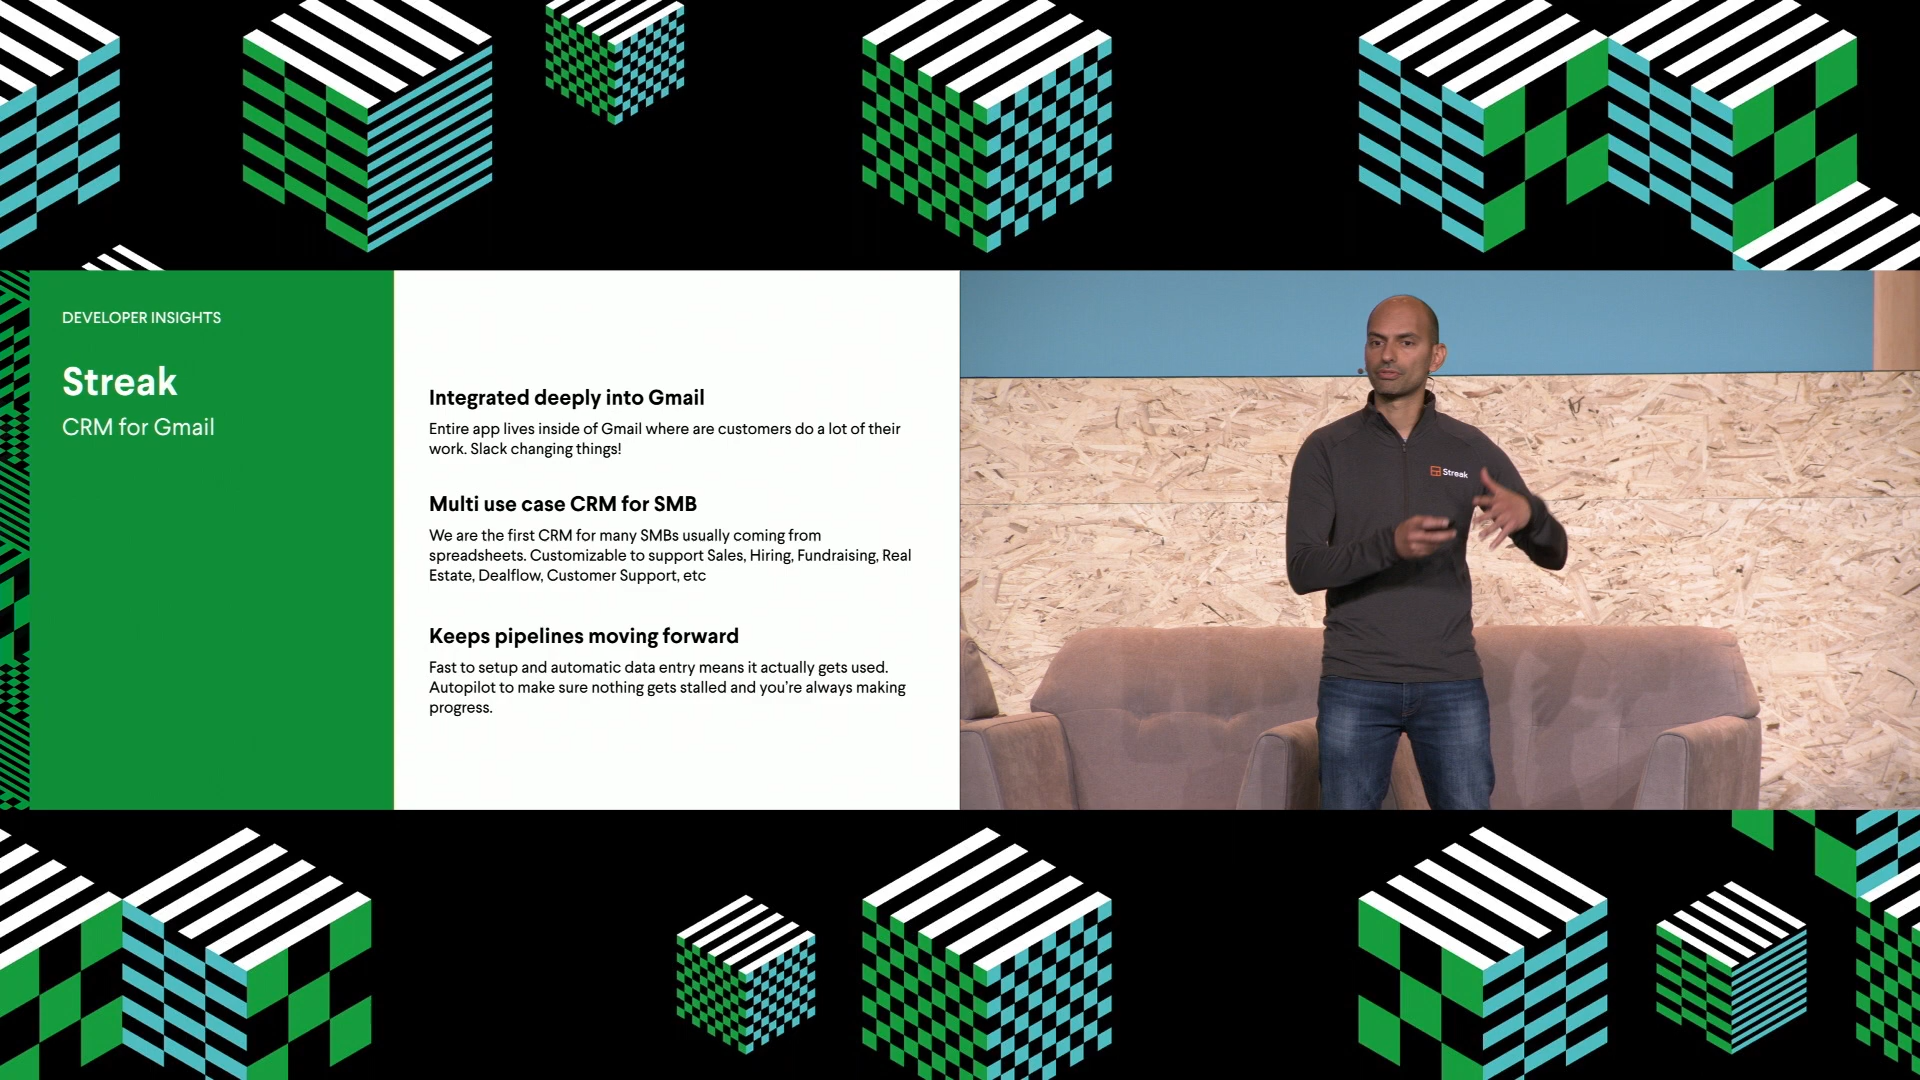 DEVELOPER INSIGHTS
Streak
CRM for Gmail
Integrated deeply into Gmail
Entire app lives inside of Gmail where are customers do a lot of their
work. Slack changing things!
Multi use case CRM for SMB
We are the first CRM for many SMBs usually coming from
spreadsheets. Customizable to support Sales, Hiring, Fundraising, Real
Estate, Dealflow, Customer Support, etc
Keeps pipelines moving forward
Fast to setup and automatic data entry means it actually gets used.
Autopilot to make sure nothing gets stalled and you’re always making
progress.
Streak